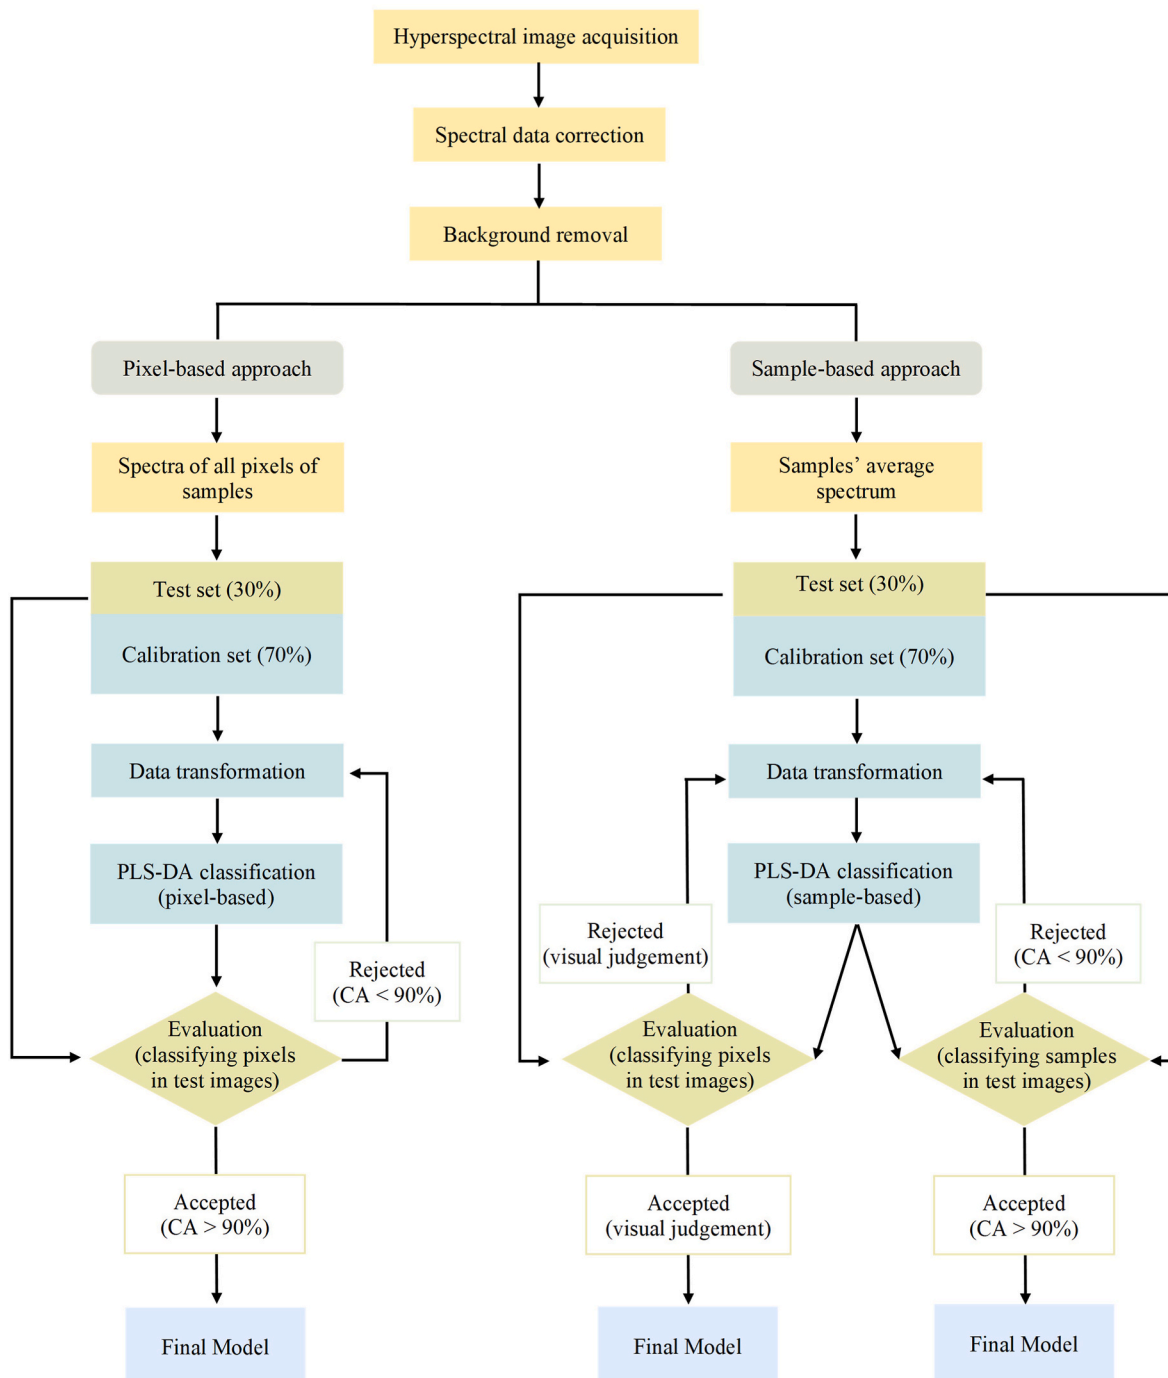 Hyperspectral image acquisition
Spectral data correction
Background removal
Pixel-based approach
Spectra of all pixels of
samples
Test set (30%)
Calibration set (70%)
Data transformation
PLS-DA classification
(pixel-based)
Rejected
(CA < 90%)
Evaluation
(classifying pixels
in test images)
Accepted
(CA > 90%)
Final Model
Sample-based approach
Samples’ average
spectrum
Test set (30%)
Calibration set (70%)
Data transformation
PLS-DA classification
(sample-based)
Rejected
(visual judgement)
Evaluation
(classifying pixels
in test images)
Accepted
(visual judgement)
Final Model
Rejected
(CA < 90%)
Evaluation
(classifying samples
in test images)
Accepted
(CA > 90%)
Final Model